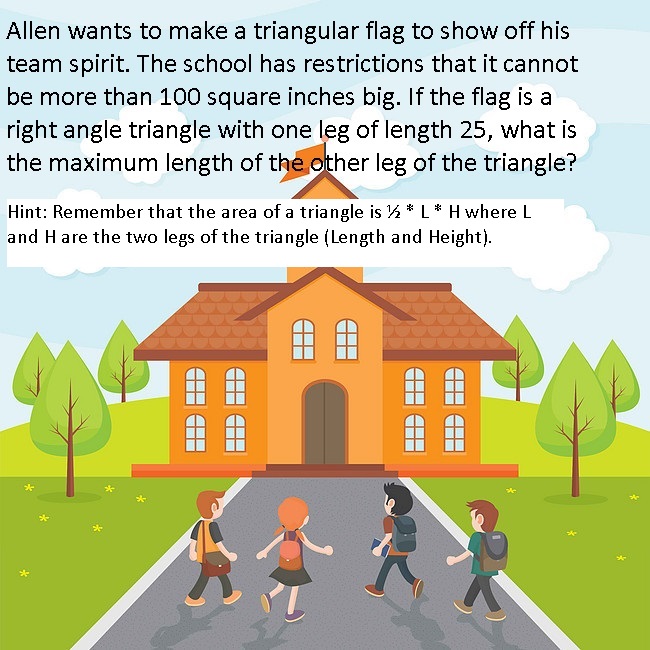 Allen wants to make a triangular flag to show off his
team spirit. The school has restrictions that it cannot
be more than 100 square inches big. If the flag is a
right angle triangle with one leg of length 25, what is
the maximum length of the other leg of the triangle?
Hint: Remember that the area of a triangle is ½ * L * H where L
and H are the two legs of the triangle (Length and Height).